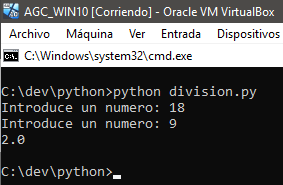 AGC_WIN10 [Corriendo] - Oracle VM VirtualBox
Archivo Máquina Ver Entrada Dispositivos
C:\Windows\system32\cmd.exe
C:\dev\python>python division.py
Introduce un numero: 18
Introduce un numero: 9
2.0
C:\dev\python>